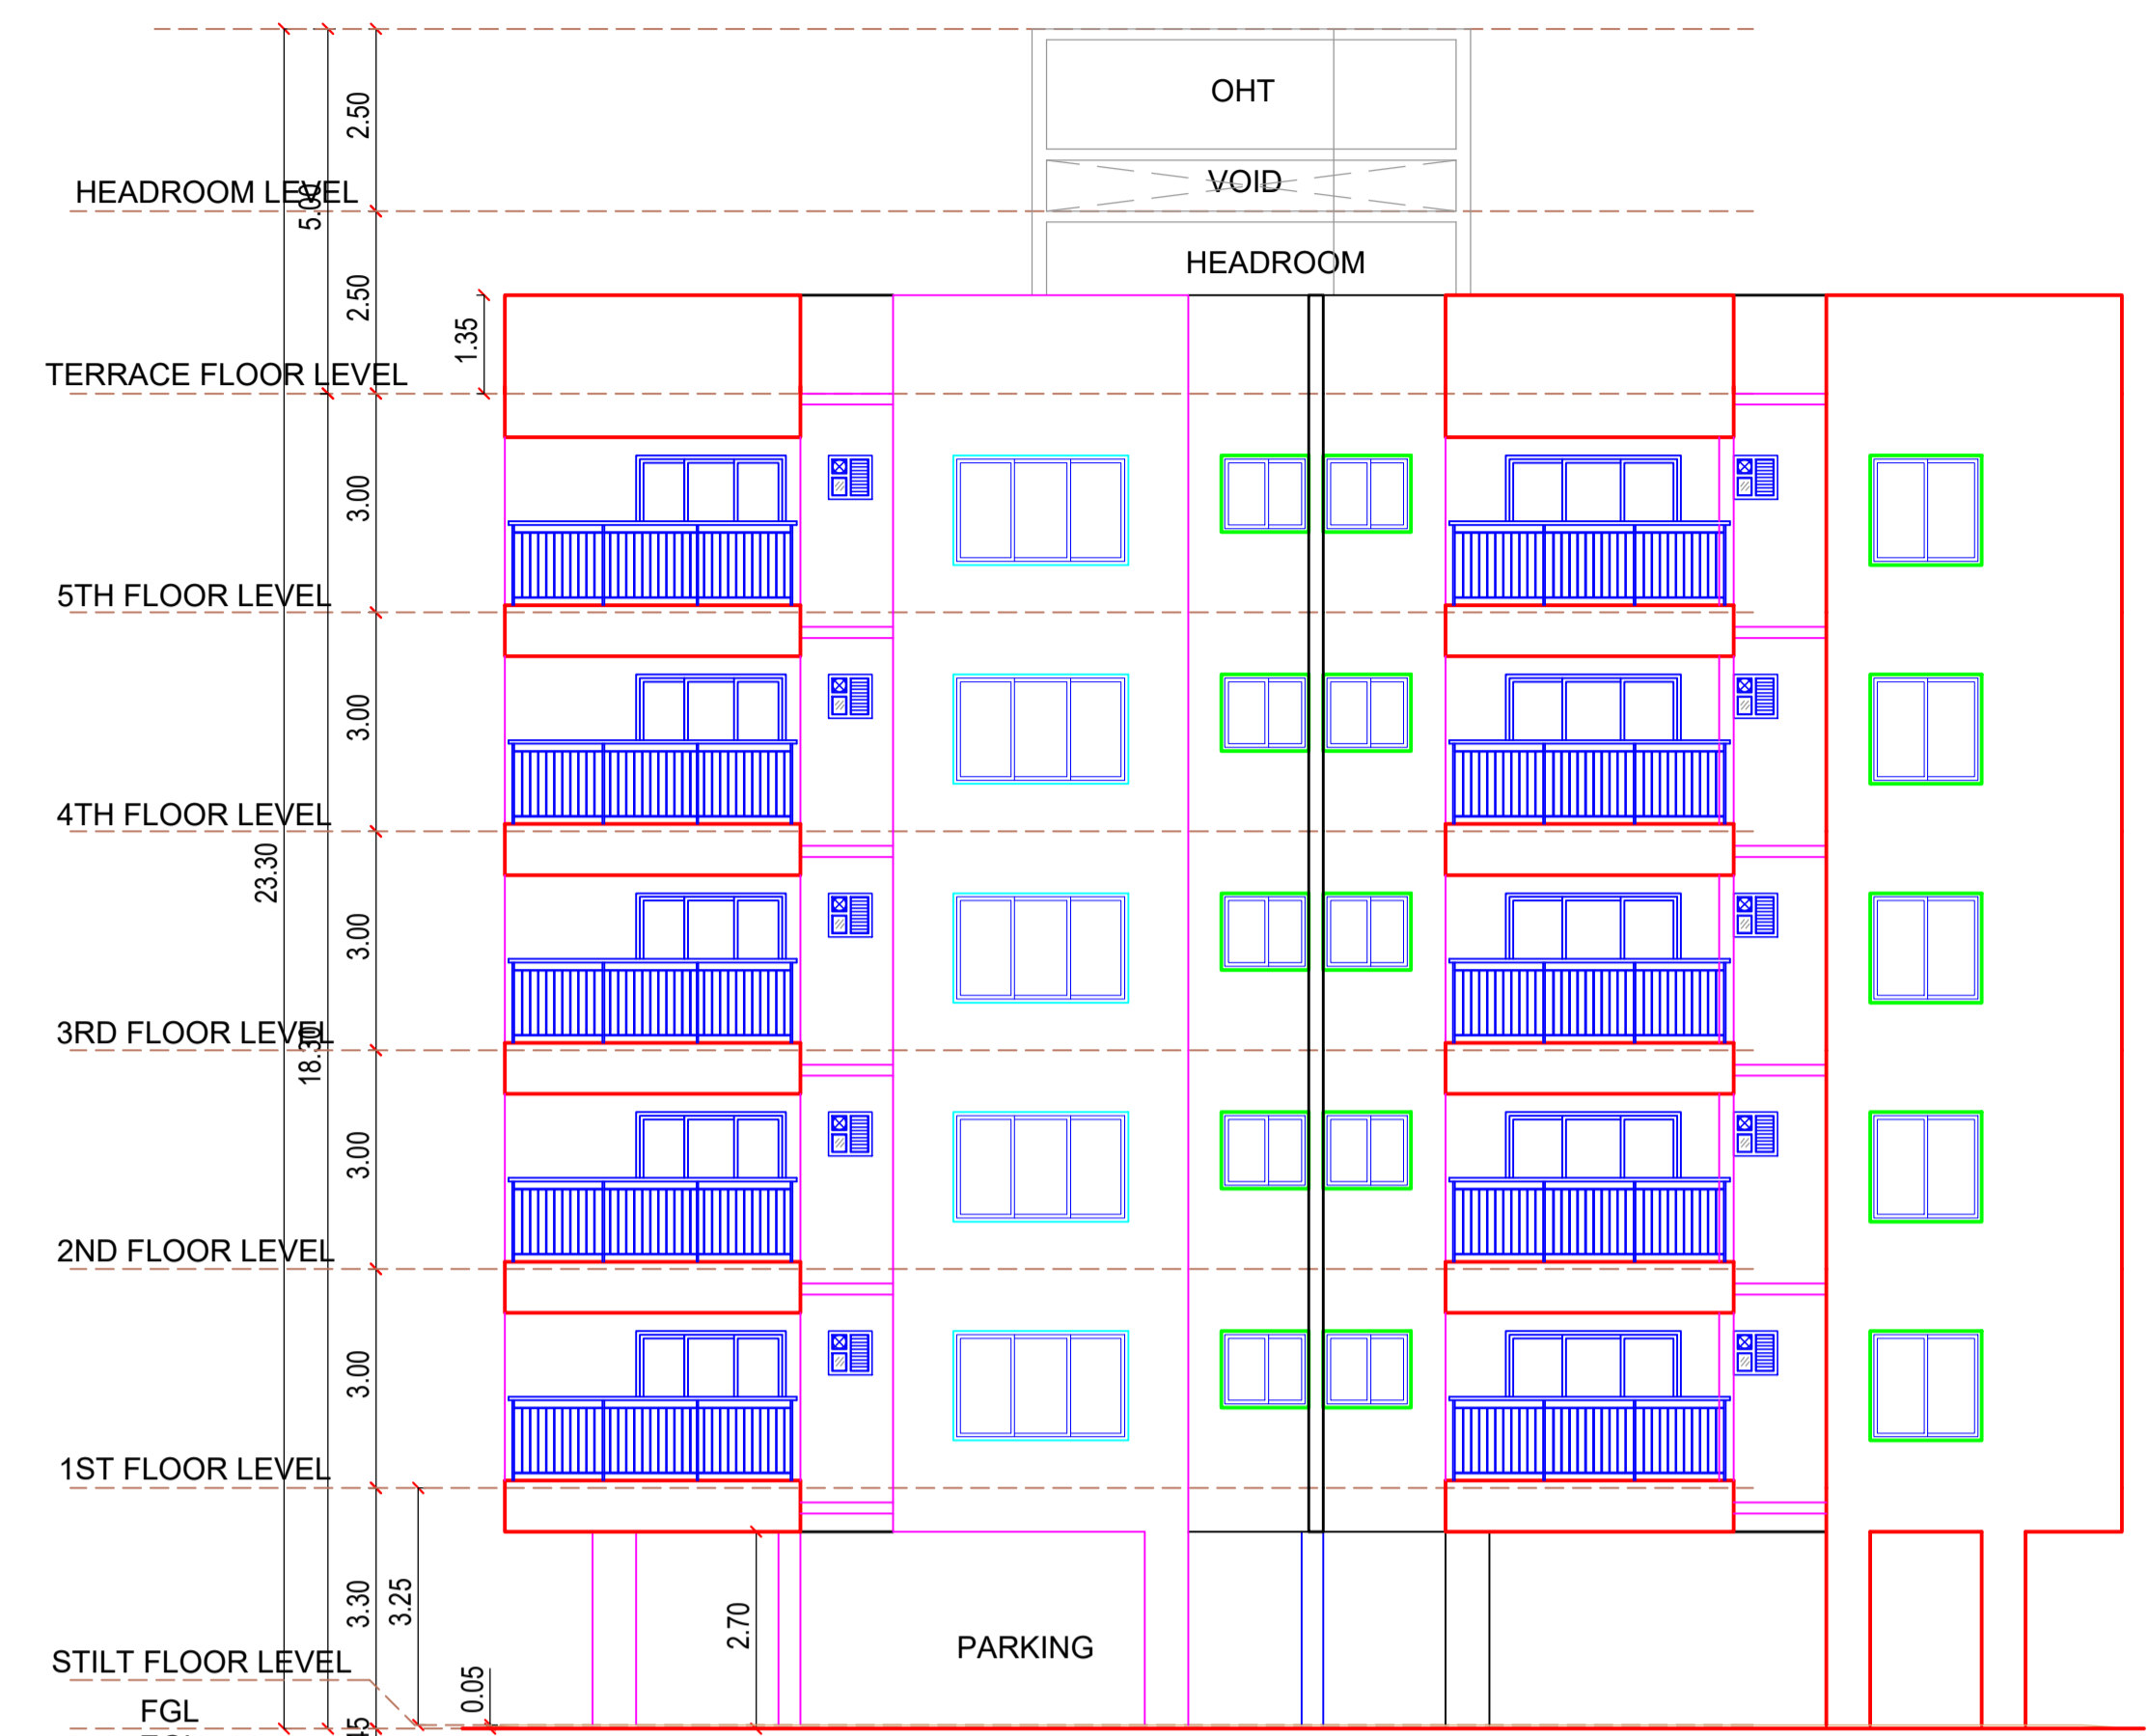 OHT
2.50
VOID
HEADROOM LEVEL
5.00
HEADROOM
2.50
1.35
TERRACE FLOOR LEVEL
3.00
5TH FLOOR LEVEL
3.00
4TH FLOOR LEVEL
23.30
3.00
3RD FLOOR LEVEL
18.30
3.00
2ND FLOOR LEVEL
3.00
1ST FLOOR LEVEL
3.30
3.25
2.70
PARKING
STILT FLOOR LEVEL
0.05
FGL